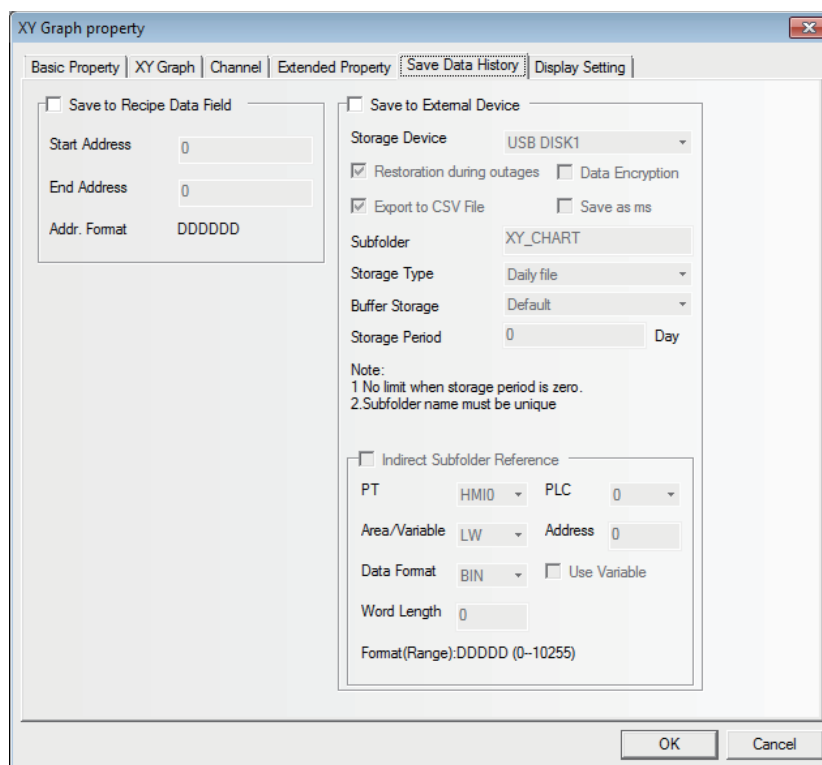 XY Graph property
Basic Property XY Graph Channel Extended Property Save Data History Display Setting
Save to Recipe Data Field
Start Address 0
End Address 0
Addr. Format DDDDDD
Save to External Device
Storage Device USB DISK1
Restoration during outages Data Encryption
Export to CSV File Save as ms
Subfolder XY_CHART
Storage Type Daily file
Buffer Storage Default
Storage Period 0 Day
Note:
1 No limit when storage period is zero.
2.Subfolder name must be unique
Indirect Subfolder Reference
PT HMI0 PLC 0
Area/Variable LW Address 0
Data Format BIN Use Variable
Word Length 0
Format(Range):DDDDD (0--10255)
OK Cancel